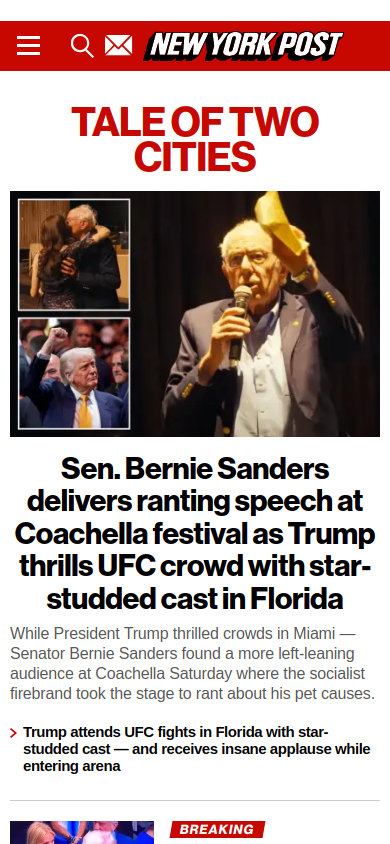 NEW YORK POST
TALE OF TWO
CITIES
Sen. Bernie Sanders
delivers ranting speech at
Coachella festival as Trump
thrills UFC crowd with star-
studded cast in Florida
While President Trump thrilled crowds in Miami —
Senator Bernie Sanders found a more left-leaning
audience at Coachella Saturday where the socialist
firebrand took the stage to rant about his pet causes.
Trump attends UFC fights in Florida with star-
studded cast — and receives insane applause while
entering arena
BREAKING